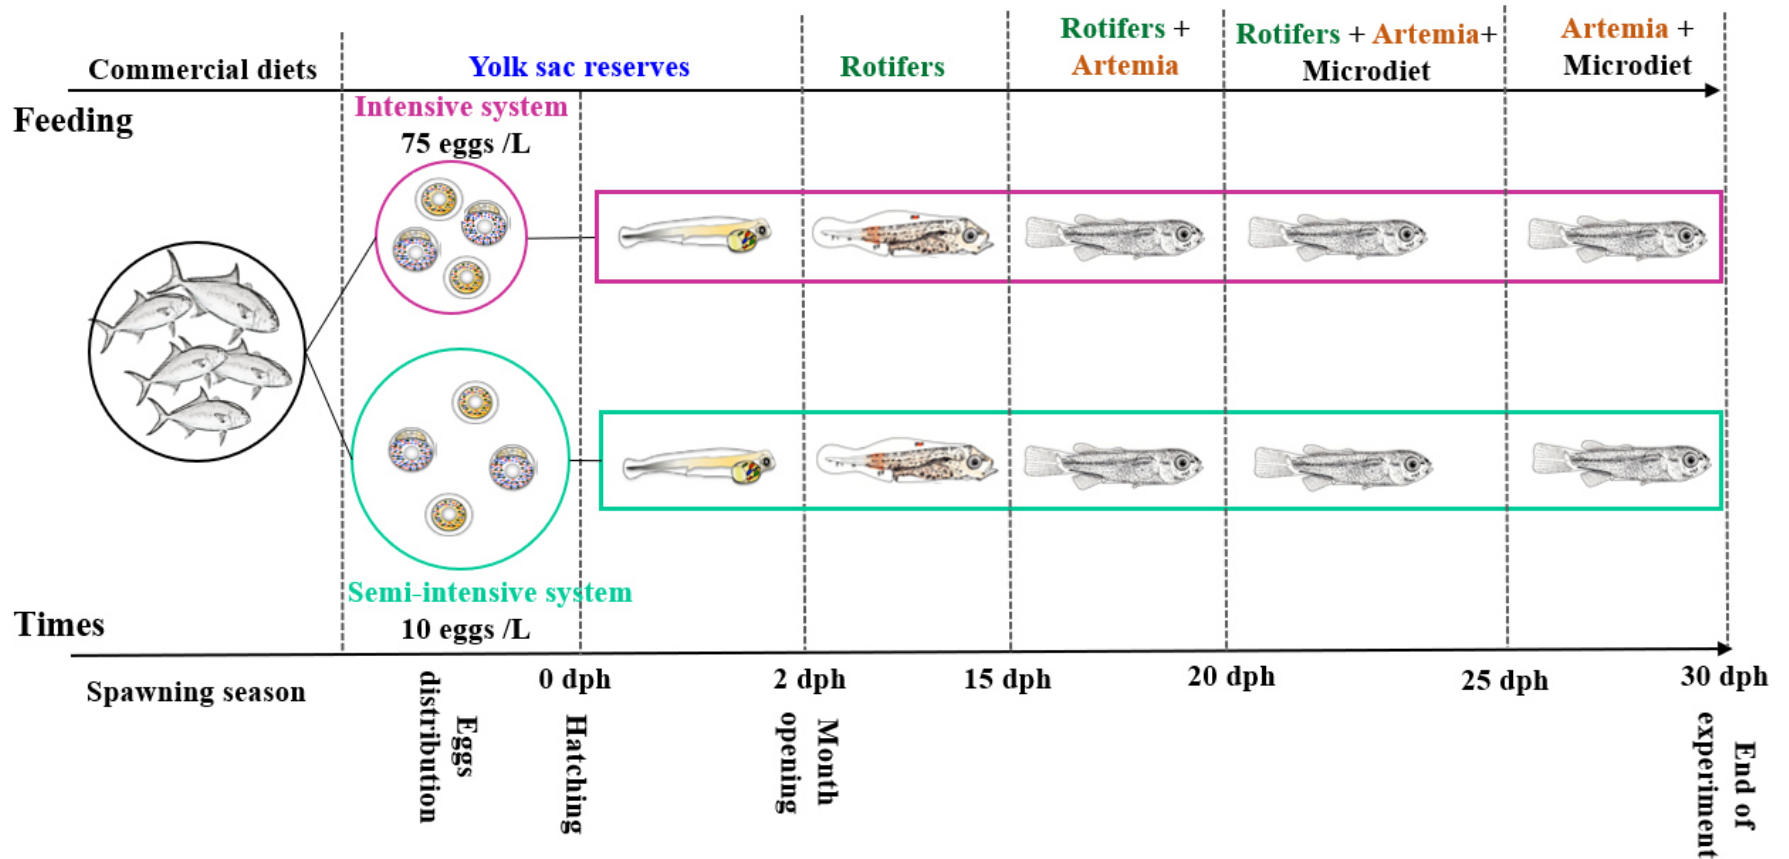 Commercial diets
Yolk sac reserves
Rotifers
Rotifers +
Artemia
Rotifers + Artemia+
Microdiet
Artemia +
Microdiet
Feeding
Intensive system
75 eggs /L
Semi-intensive system
10 eggs /L
Times
Spawning season
0 dph
2 dph
15 dph
20 dph
25 dph
30 dph
Eggs
distribution
Hatching
Month
opening
End of
experiment